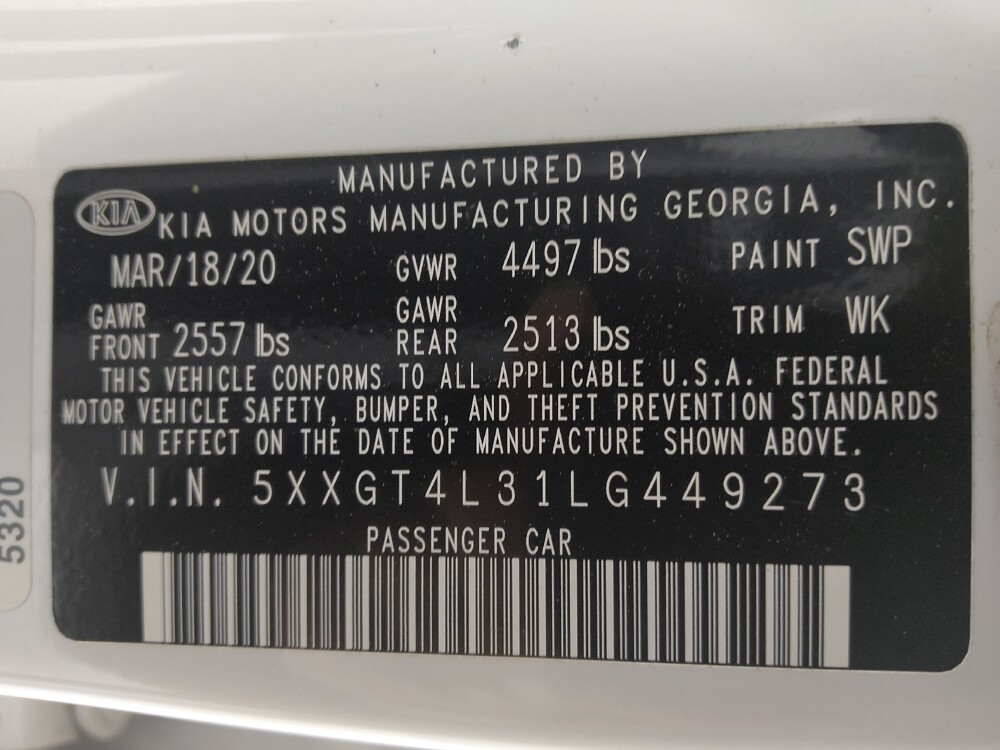 MANUFACTURED BY
KIA KIA MOTORS MANUFACTURING GEORGIA, INC.
MAR/18/20 GVWR 4497 lbs PAINT SWP
GAWR FRONT 2557 lbs GAWR REAR 2513 lbs TRIM WK
THIS VEHICLE CONFORMS TO ALL APPLICABLE U.S.A. FEDERAL
MOTOR VEHICLE SAFETY, BUMPER, AND THEFT PREVENTION STANDARDS
IN EFFECT ON THE DATE OF MANUFACTURE SHOWN ABOVE.
V.I.N. 5XXGT4L31LG449273
PASSENGER CAR
5320